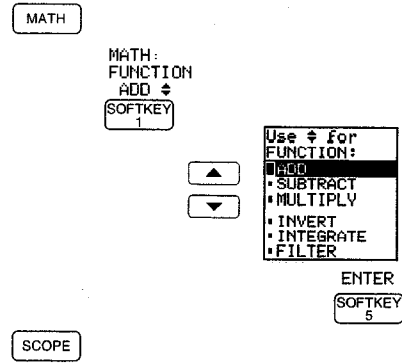 MATH
MATH:
FUNCTION
ADD
SOFTKEY
1
Use for
FUNCTION:
ADD
SUBTRACT
MULTIPLY
INVERT
INTEGRATE
FILTER
ENTER
SOFTKEY
5
SCOPE